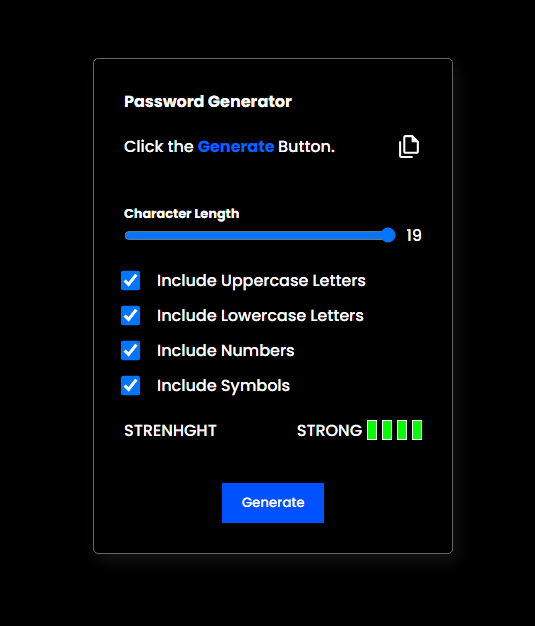 Password Generator
Click the Generate Button.
Character Length
19
Include Uppercase Letters
Include Lowercase Letters
Include Numbers
Include Symbols
STRENHGHT STRONG
Generate